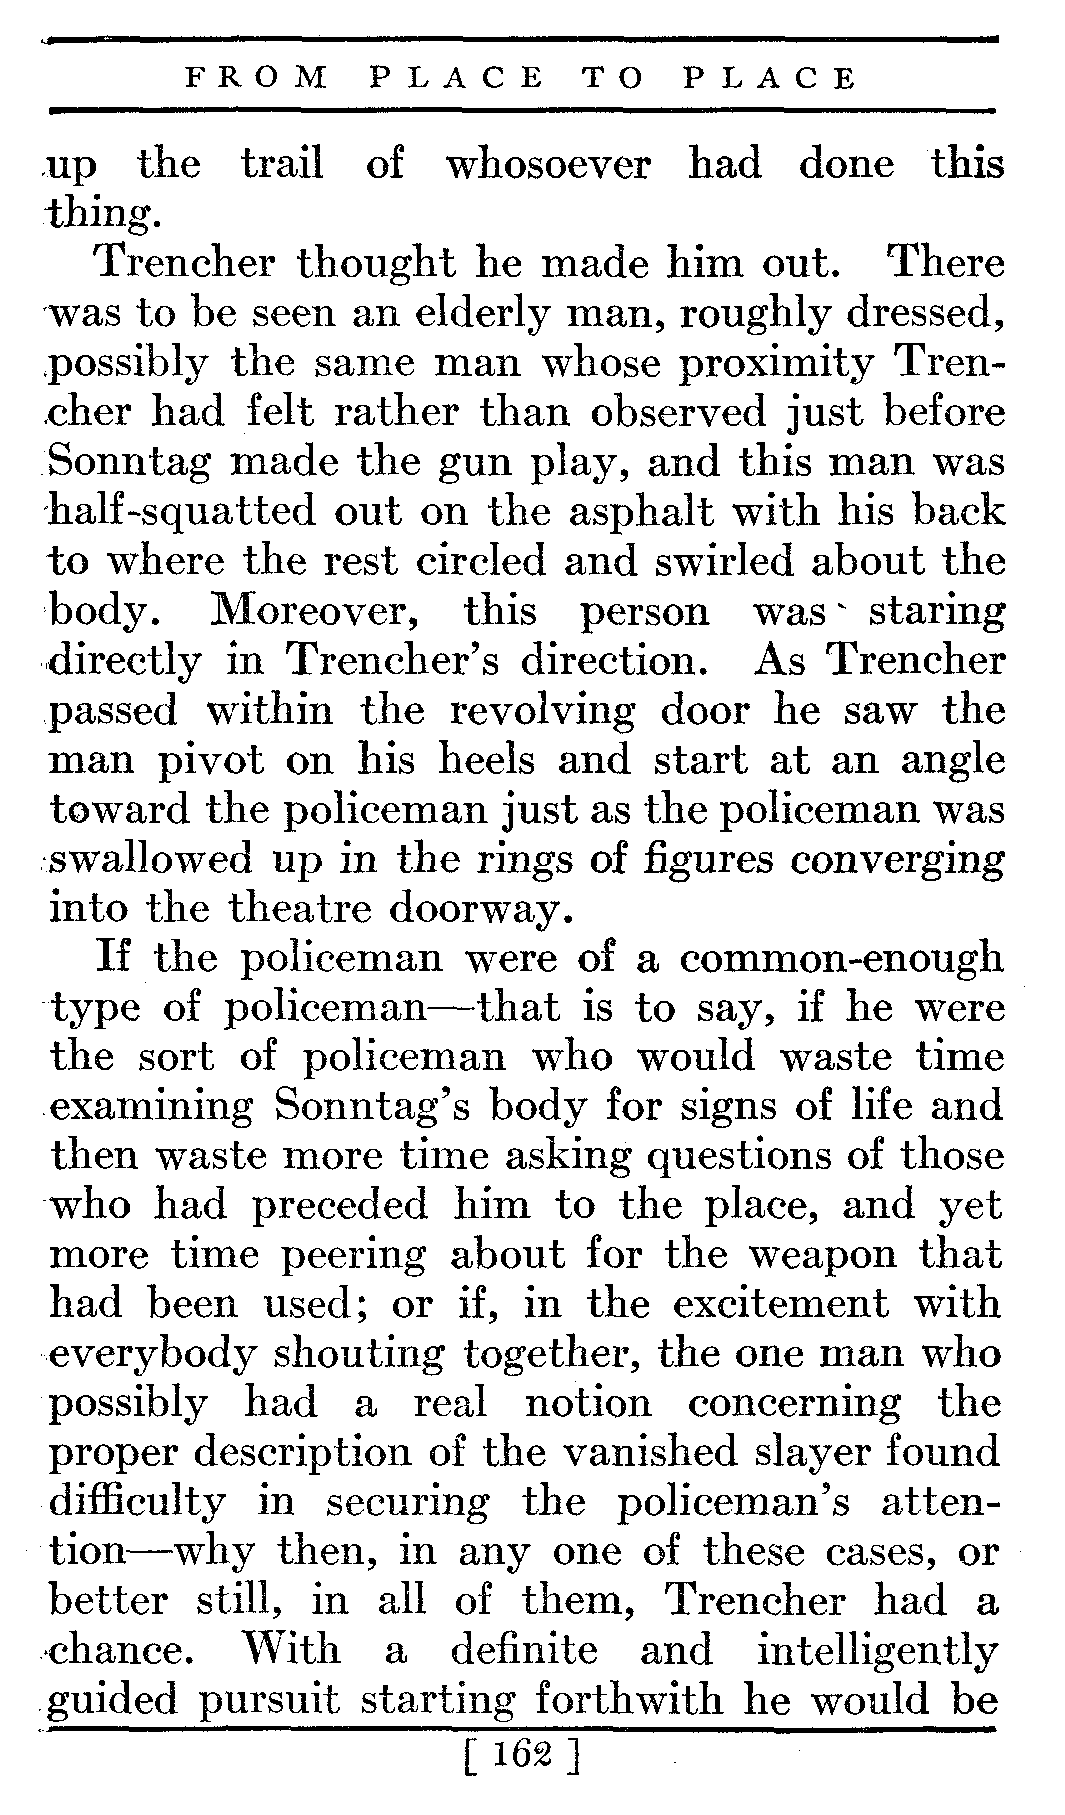 FROM PLACE TO PLACE
up the trail of whosoever had done this
thing.
Trencher thought he made him out. There
was to be seen an elderly man, roughly dressed,
possibly the same man whose proximity Tren-
cher had felt rather than observed just before
Sonntag made the gun play, and this man was
half-squatted out on the asphalt with his back
to where the rest circled and swirled about the
body. Moreover, this person was staring
directly in Trencher's direction. As Trencher
passed within the revolving door he saw the
man pivot on his heels and start at an angle
toward the policeman just as the policeman was
swallowed up in the rings of figures converging
into the theatre doorway.
If the policeman were of a common-enough
type of policeman—that is to say, if he were
the sort of policeman who would waste time
examining Sonntag's body for signs of life and
then waste more time asking questions of those
who had preceded him to the place, and yet
more time peering about for the weapon that
had been used; or if, in the excitement with
everybody shouting together, the one man who
possibly had a real notion concerning the
proper description of the vanished slayer found
difficulty in securing the policeman's atten-
tion—why then, in any one of these cases, or
better still, in all of them, Trencher had a
chance. With a definite and intelligently
guided pursuit starting forthwith he would be
[ 162 ]